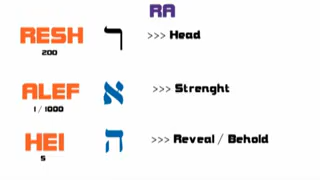 RA
RESH ר >>> Head
200
ALEF א >>> Strenght
1 / 1000
HEI ה >>> Reveal / Behold
5